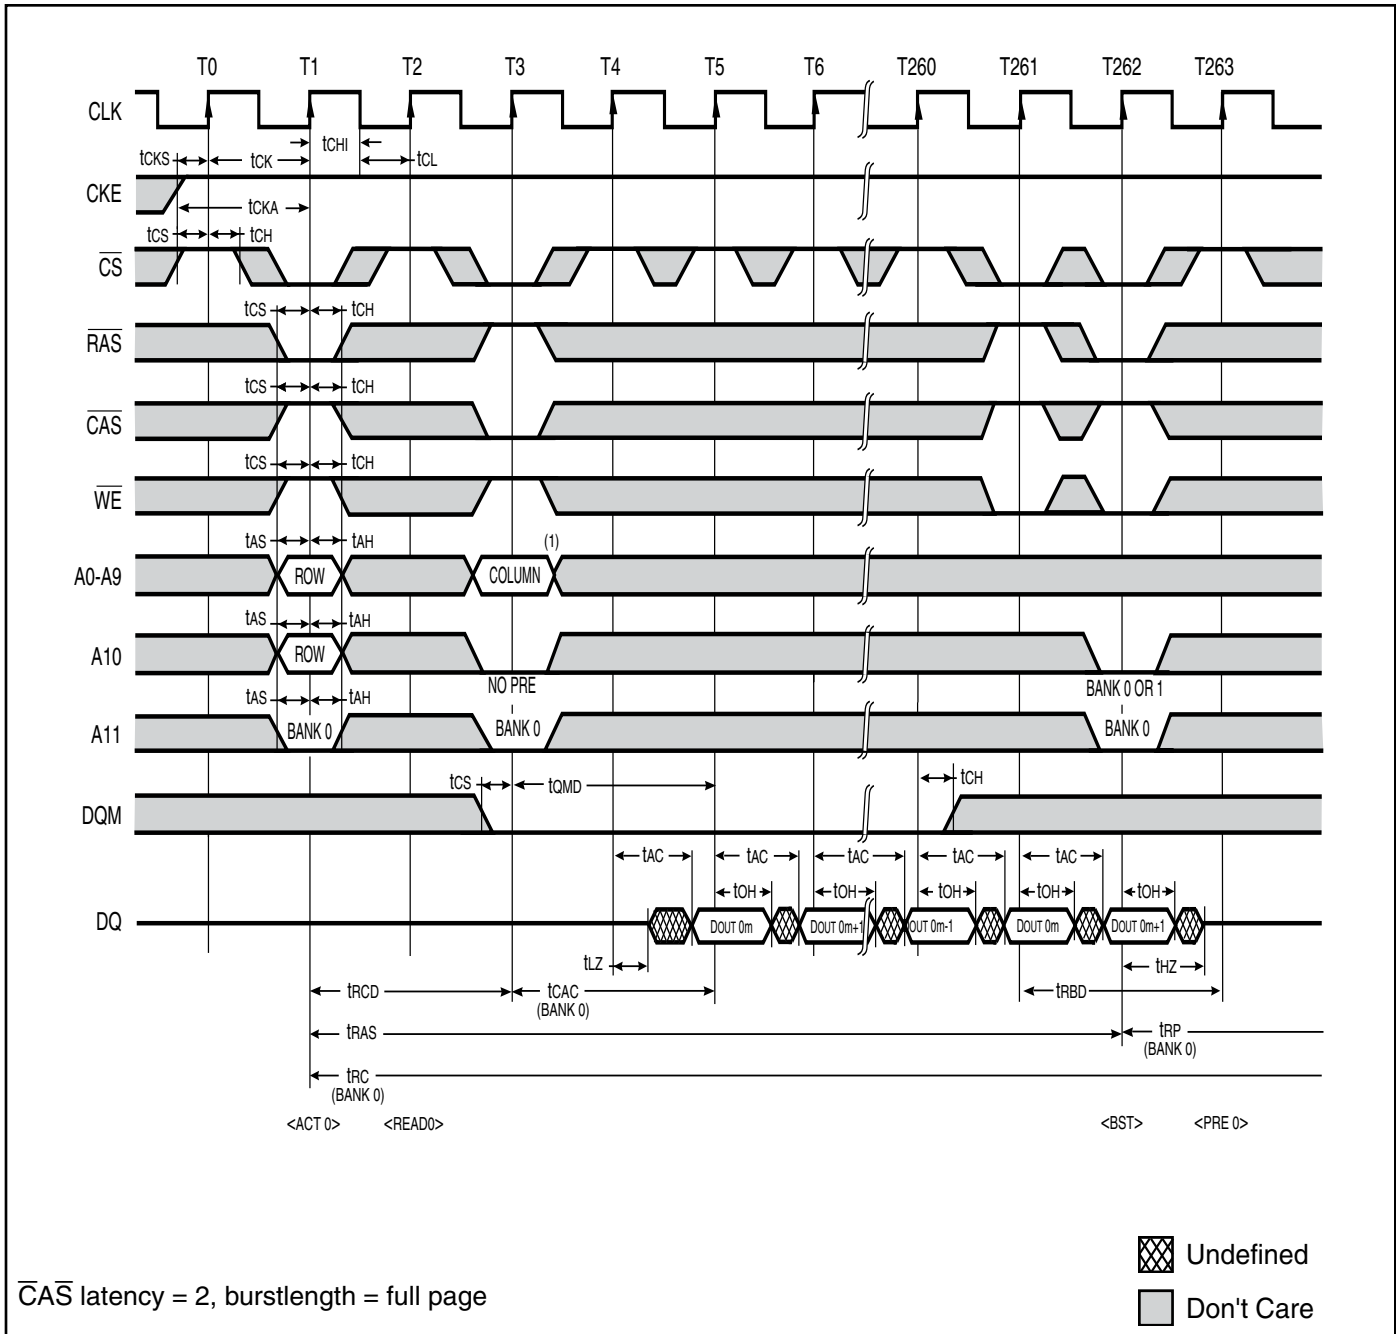 T0 T1 T2 T3 T4 T5 T6 T260 T261 T262 T263
CLK
tCHI
tCKS tCK tCL
CKE
tCKA
tCS tCH
CS
tCS tCH
RAS
tCS tCH
CAS
tCS tCH
WE
tAS tAH (1)
A0-A9 ROW COLUMN
tAS tAH
A10 ROW
NO PRE BANK 0 OR 1
tAS tAH
A11 BANK 0 BANK 0 BANK 0
tCS tQMD tCH
DQM
tAC tAC tAC tAC tAC
tOH tOH tOH tOH tOH
DQ DOUT 0m DOUT 0m+1 OUT 0m-1 DOUT 0m DOUT 0m+1
tLZ tHZ
tRCD tCAC tRBD
(BANK 0)
tRAS tRP
(BANK 0)
tRC
(BANK 0)
<ACT 0> <READ0> <BST> <PRE 0>
Undefined
CAS latency = 2, burstlength = full page
Don't Care